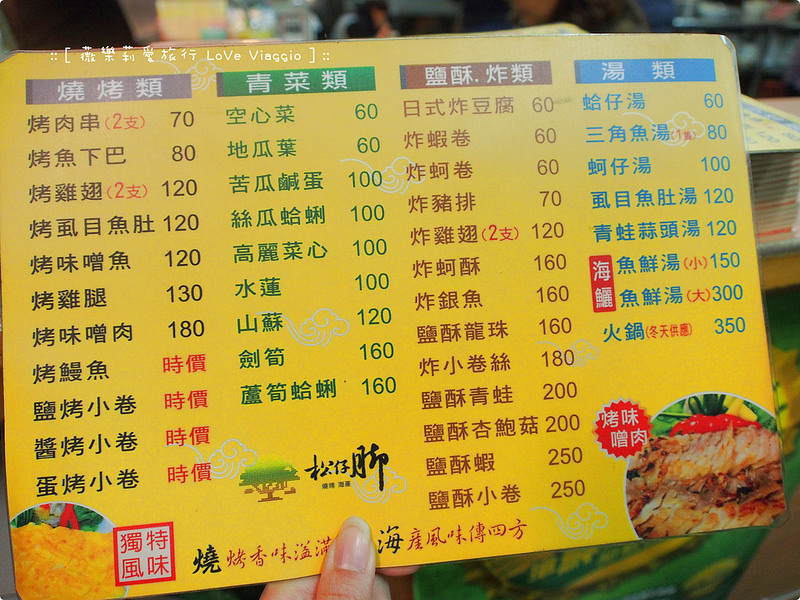 ::[ 薇樂莉愛旅行 LoVe Viaggio ]::
燒烤類
烤肉串(2支) 70
烤魚下巴 80
烤雞翅(2支) 120
烤虱目魚肚 120
烤味噌魚 120
烤雞腿 130
烤味噌肉 180
烤鰻魚 時價
鹽烤小卷 時價
醬烤小卷 時價
蛋烤小卷 時價
青菜類
空心菜 60
地瓜葉 60
苦瓜鹹蛋 100
絲瓜蛤蜊 100
高麗菜心 100
水蓮 100
山蘇 120
劍筍 160
蘆筍蛤蜊 160
鹽酥.炸類
日式炸豆腐 60
炸蝦卷 60
炸蚵卷 60
炸豬排 70
炸雞翅(2支) 120
炸蚵酥 160
炸銀魚 160
鹽酥龍珠 160
炸小卷絲 180
鹽酥青蛙 200
鹽酥杏鮑菇 200
鹽酥蝦 250
鹽酥小卷 250
湯類
蛤仔湯 60
三角魚湯(1隻) 80
蚵仔湯 100
虱目魚肚湯 120
青蛙蒜頭湯 120
海鱺
魚鮮湯(小) 150
魚鮮湯(大) 300
火鍋(冬天供應) 350
烤味
噌肉
松仔腳
燒烤 海產
獨特
風味
燒烤香味溢滿 海產風味傳四方